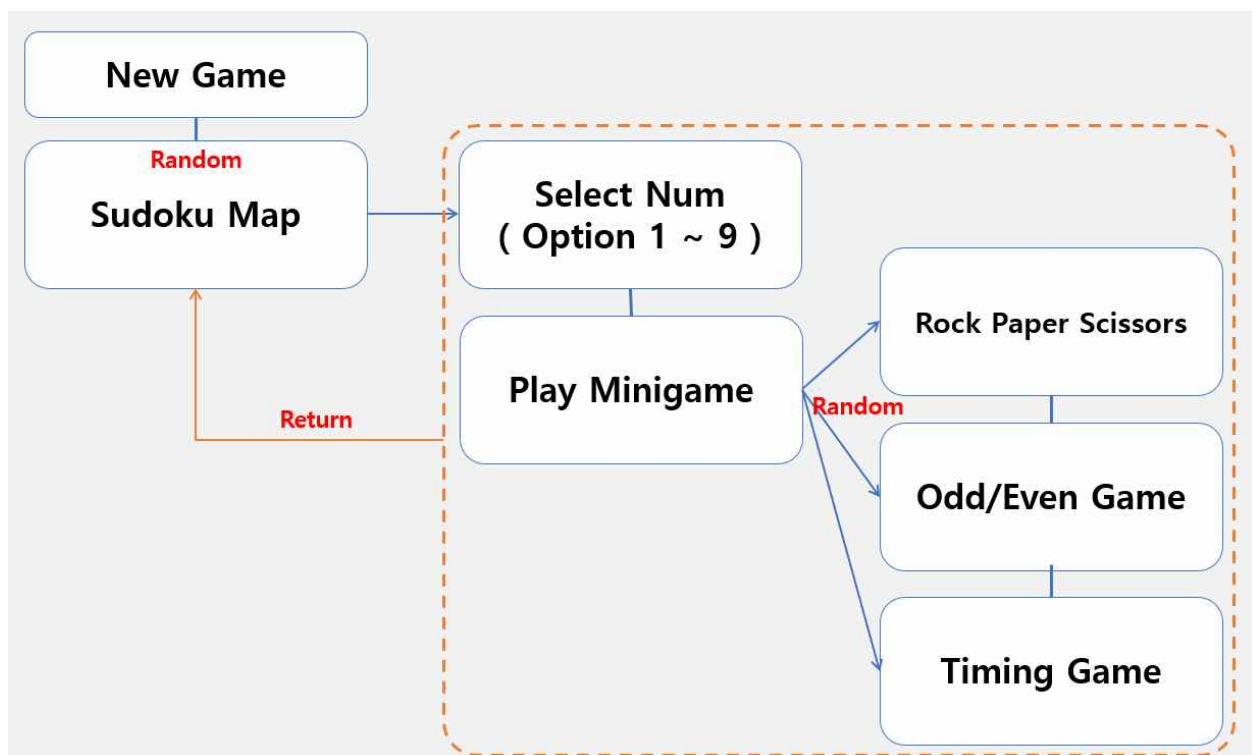 New Game
Random
Sudoku Map
Select Num
( Option 1 ~ 9 )
Play Minigame
Return
Random
Rock Paper Scissors
Odd/Even Game
Timing Game